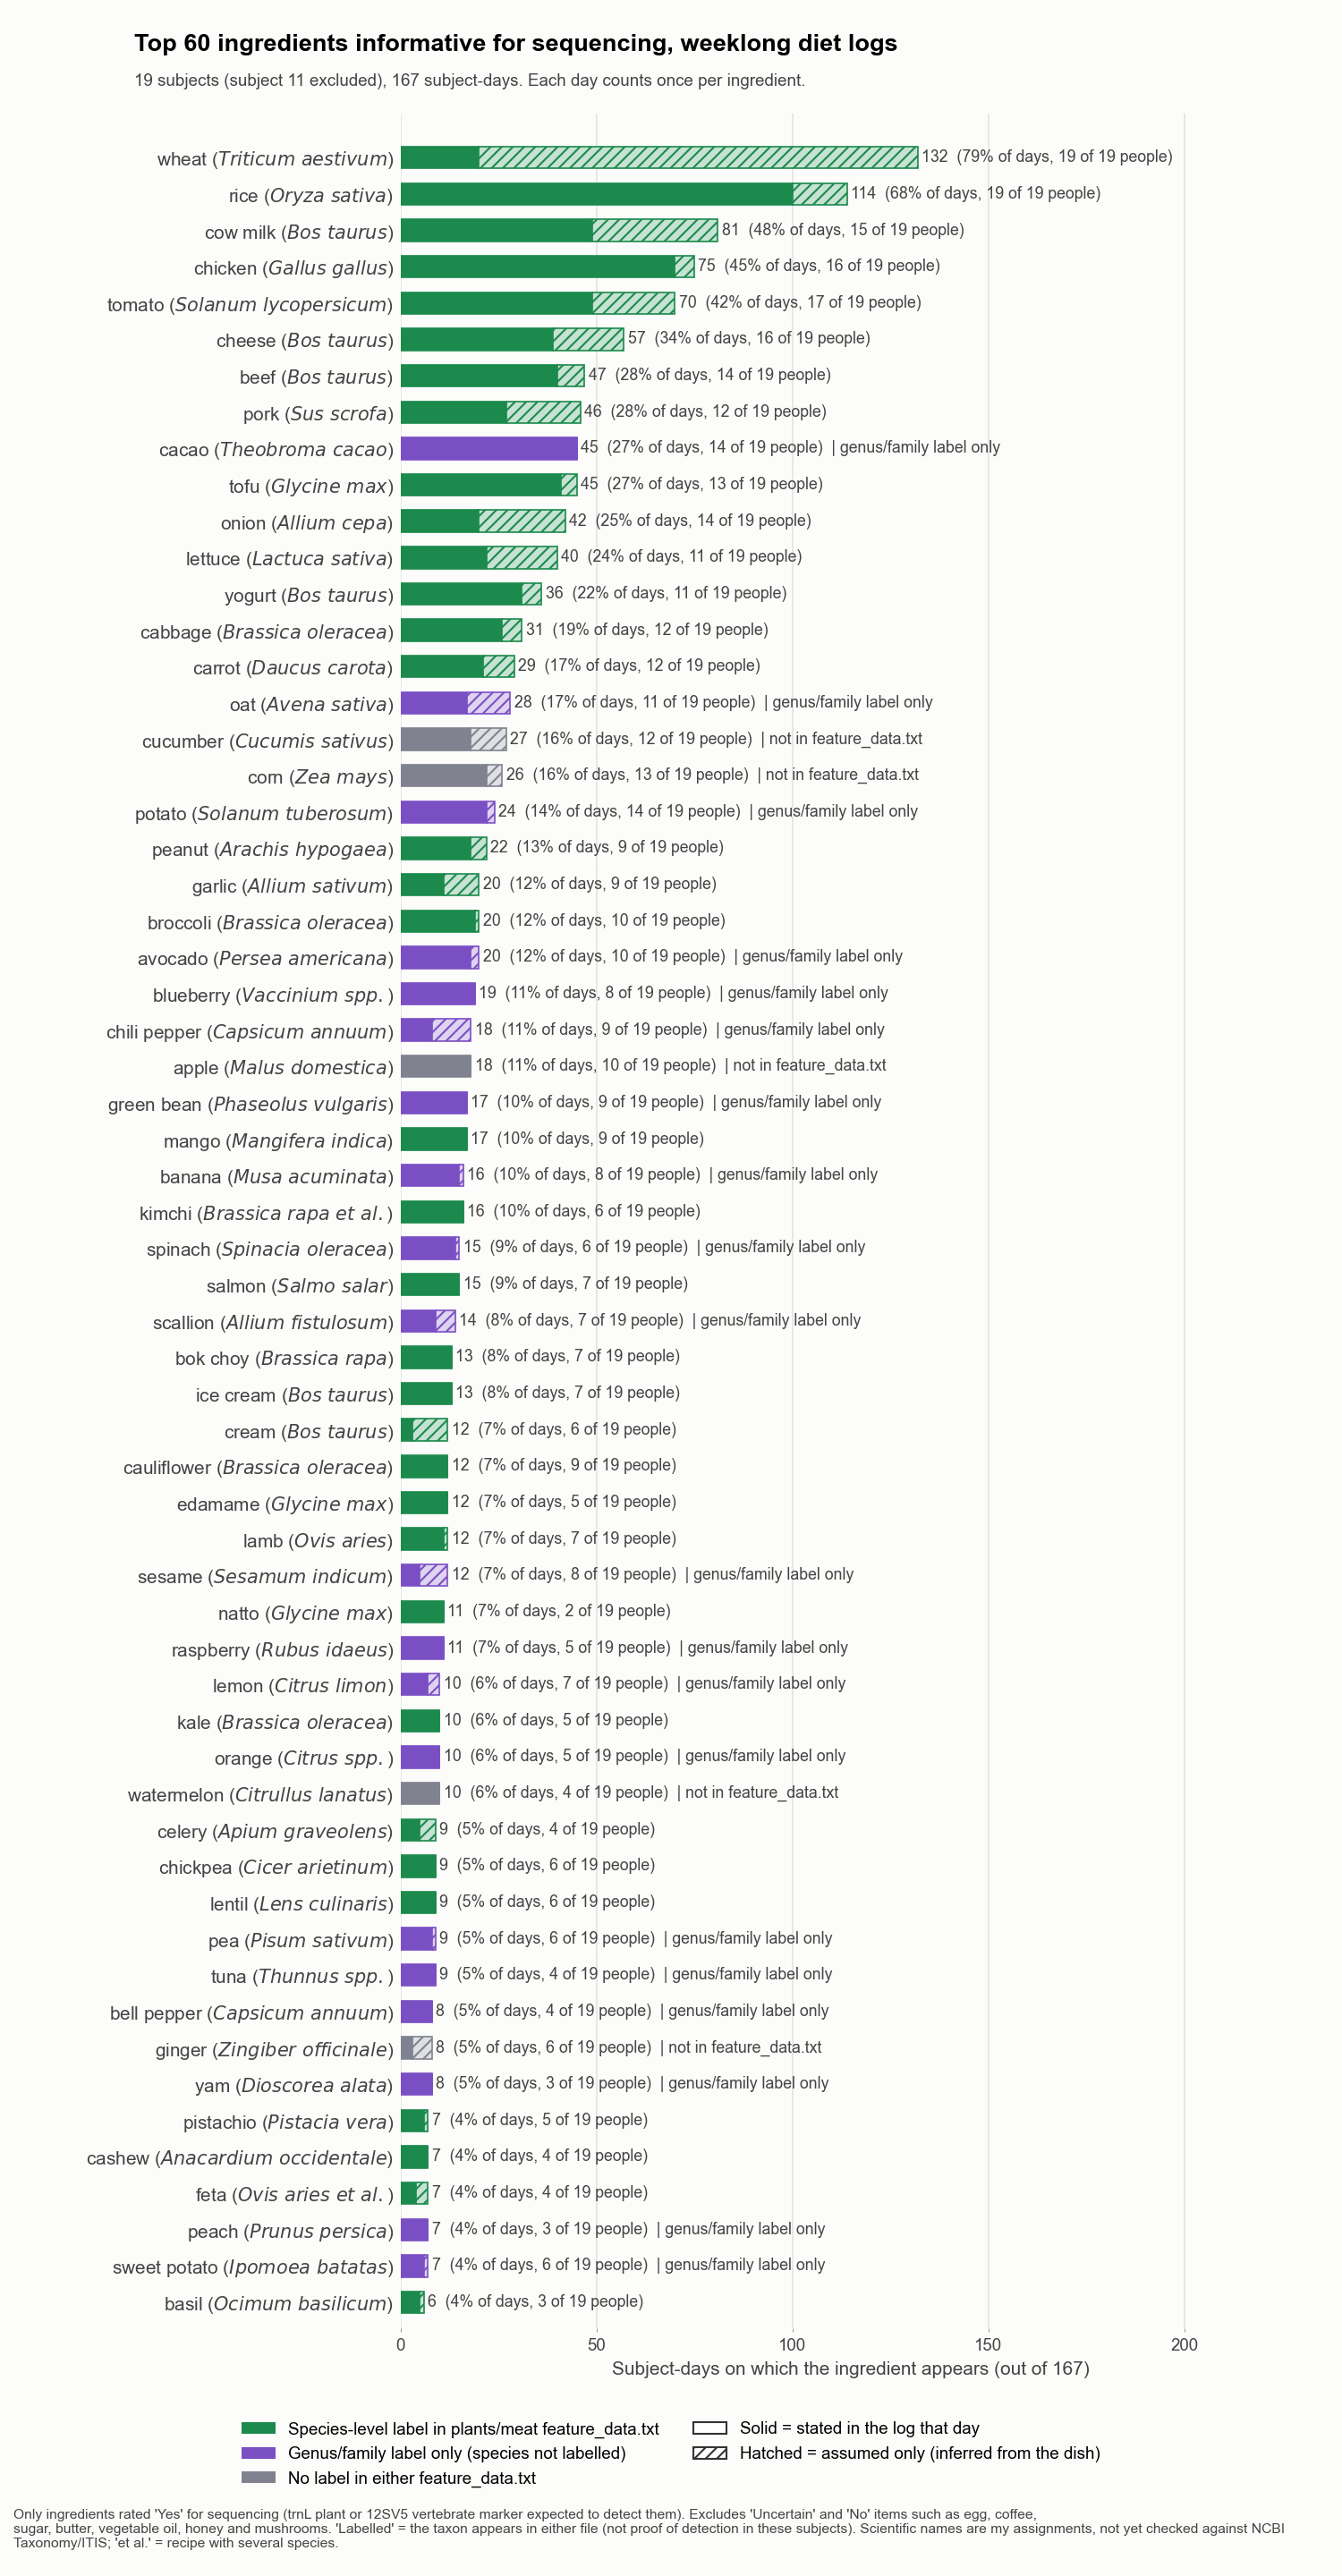 Top 60 ingredients informative for sequencing, weeklong diet logs
19 subjects (subject 11 excluded), 167 subject-days. Each day counts once per ingredient.
wheat (Triticum aestivum) 132 (79% of days, 19 of 19 people)
rice (Oryza sativa) 114 (68% of days, 19 of 19 people)
cow milk (Bos taurus) 81 (48% of days, 15 of 19 people)
chicken (Gallus gallus) 75 (45% of days, 16 of 19 people)
tomato (Solanum lycopersicum) 70 (42% of days, 17 of 19 people)
cheese (Bos taurus) 57 (34% of days, 16 of 19 people)
beef (Bos taurus) 47 (28% of days, 14 of 19 people)
pork (Sus scrofa) 46 (28% of days, 12 of 19 people)
cacao (Theobroma cacao) 45 (27% of days, 14 of 19 people) | genus/family label only
tofu (Glycine max) 45 (27% of days, 13 of 19 people)
onion (Allium cepa) 42 (25% of days, 14 of 19 people)
lettuce (Lactuca sativa) 40 (24% of days, 11 of 19 people)
yogurt (Bos taurus) 36 (22% of days, 11 of 19 people)
cabbage (Brassica oleracea) 31 (19% of days, 12 of 19 people)
carrot (Daucus carota) 29 (17% of days, 12 of 19 people)
oat (Avena sativa) 28 (17% of days, 11 of 19 people) | genus/family label only
cucumber (Cucumis sativus) 27 (16% of days, 12 of 19 people) | not in feature_data.txt
corn (Zea mays) 26 (16% of days, 13 of 19 people) | not in feature_data.txt
potato (Solanum tuberosum) 24 (14% of days, 14 of 19 people) | genus/family label only
peanut (Arachis hypogaea) 22 (13% of days, 9 of 19 people)
garlic (Allium sativum) 20 (12% of days, 9 of 19 people)
broccoli (Brassica oleracea) 20 (12% of days, 10 of 19 people)
avocado (Persea americana) 20 (12% of days, 10 of 19 people) | genus/family label only
blueberry (Vaccinium spp. ) 19 (11% of days, 8 of 19 people) | genus/family label only
chili pepper (Capsicum annuum) 18 (11% of days, 9 of 19 people) | genus/family label only
apple (Malus domestica) 18 (11% of days, 10 of 19 people) | not in feature_data.txt
green bean (Phaseolus vulgaris) 17 (10% of days, 9 of 19 people) | genus/family label only
mango (Mangifera indica) 17 (10% of days, 9 of 19 people)
banana (Musa acuminata) 16 (10% of days, 8 of 19 people) | genus/family label only
kimchi (Brassica rapa et al. ) 16 (10% of days, 6 of 19 people)
spinach (Spinacia oleracea) 15 (9% of days, 6 of 19 people) | genus/family label only
salmon (Salmo salar) 15 (9% of days, 7 of 19 people)
scallion (Allium fistulosum) 14 (8% of days, 7 of 19 people) | genus/family label only
bok choy (Brassica rapa) 13 (8% of days, 7 of 19 people)
ice cream (Bos taurus) 13 (8% of days, 7 of 19 people)
cream (Bos taurus) 12 (7% of days, 6 of 19 people)
cauliflower (Brassica oleracea) 12 (7% of days, 9 of 19 people)
edamame (Glycine max) 12 (7% of days, 5 of 19 people)
lamb (Ovis aries) 12 (7% of days, 7 of 19 people)
sesame (Sesamum indicum) 12 (7% of days, 8 of 19 people) | genus/family label only
natto (Glycine max) 11 (7% of days, 2 of 19 people)
raspberry (Rubus idaeus) 11 (7% of days, 5 of 19 people) | genus/family label only
lemon (Citrus limon) 10 (6% of days, 7 of 19 people) | genus/family label only
kale (Brassica oleracea) 10 (6% of days, 5 of 19 people)
orange (Citrus spp. ) 10 (6% of days, 5 of 19 people) | genus/family label only
watermelon (Citrullus lanatus) 10 (6% of days, 4 of 19 people) | not in feature_data.txt
celery (Apium graveolens) 9 (5% of days, 4 of 19 people)
chickpea (Cicer arietinum) 9 (5% of days, 6 of 19 people)
lentil (Lens culinaris) 9 (5% of days, 6 of 19 people)
pea (Pisum sativum) 9 (5% of days, 6 of 19 people) | genus/family label only
tuna (Thunnus spp. ) 9 (5% of days, 4 of 19 people) | genus/family label only
bell pepper (Capsicum annuum) 8 (5% of days, 4 of 19 people) | genus/family label only
ginger (Zingiber officinale) 8 (5% of days, 6 of 19 people) | not in feature_data.txt
yam (Dioscorea alata) 8 (5% of days, 3 of 19 people) | genus/family label only
pistachio (Pistacia vera) 7 (4% of days, 5 of 19 people)
cashew (Anacardium occidentale) 7 (4% of days, 4 of 19 people)
feta (Ovis aries et al. ) 7 (4% of days, 4 of 19 people)
peach (Prunus persica) 7 (4% of days, 3 of 19 people) | genus/family label only
sweet potato (Ipomoea batatas) 7 (4% of days, 6 of 19 people) | genus/family label only
basil (Ocimum basilicum) 6 (4% of days, 3 of 19 people)
0 50 100 150 200
Subject-days on which the ingredient appears (out of 167)
Species-level label in plants/meat feature_data.txt
Genus/family label only (species not labelled)
No label in either feature_data.txt
Solid = stated in the log that day
Hatched = assumed only (inferred from the dish)
Only ingredients rated 'Yes' for sequencing (trnL plant or 12SV5 vertebrate marker expected to detect them). Excludes 'Uncertain' and 'No' items such as egg, coffee,
sugar, butter, vegetable oil, honey and mushrooms. 'Labelled' = the taxon appears in either file (not proof of detection in these subjects). Scientific names are my assignments, not yet checked against NCBI
Taxonomy/ITIS; 'et al.' = recipe with several species.